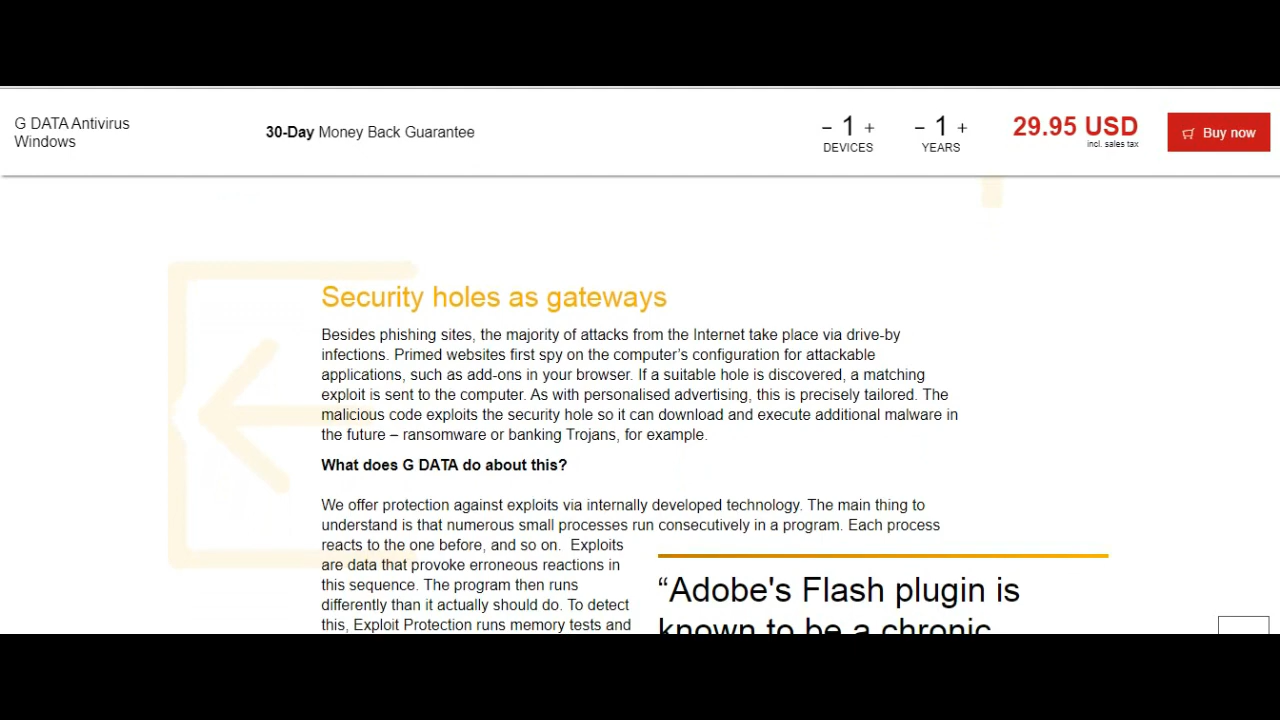 G DATA Antivirus
Windows
30-Day Money Back Guarantee
− 1 +
DEVICES
− 1 +
YEARS
29.95 USD
incl. sales tax
Buy now
Security holes as gateways
Besides phishing sites, the majority of attacks from the Internet take place via drive-by
infections. Primed websites first spy on the computer’s configuration for attackable
applications, such as add-ons in your browser. If a suitable hole is discovered, a matching
exploit is sent to the computer. As with personalised advertising, this is precisely tailored. The
malicious code exploits the security hole so it can download and execute additional malware in
the future – ransomware or banking Trojans, for example.
What does G DATA do about this?
We offer protection against exploits via internally developed technology. The main thing to
understand is that numerous small processes run consecutively in a program. Each process
reacts to the one before, and so on. Exploits
are data that provoke erroneous reactions in
this sequence. The program then runs
differently than it actually should do. To detect
this, Exploit Protection runs memory tests and
“Adobe's Flash plugin is
known to be a chronic